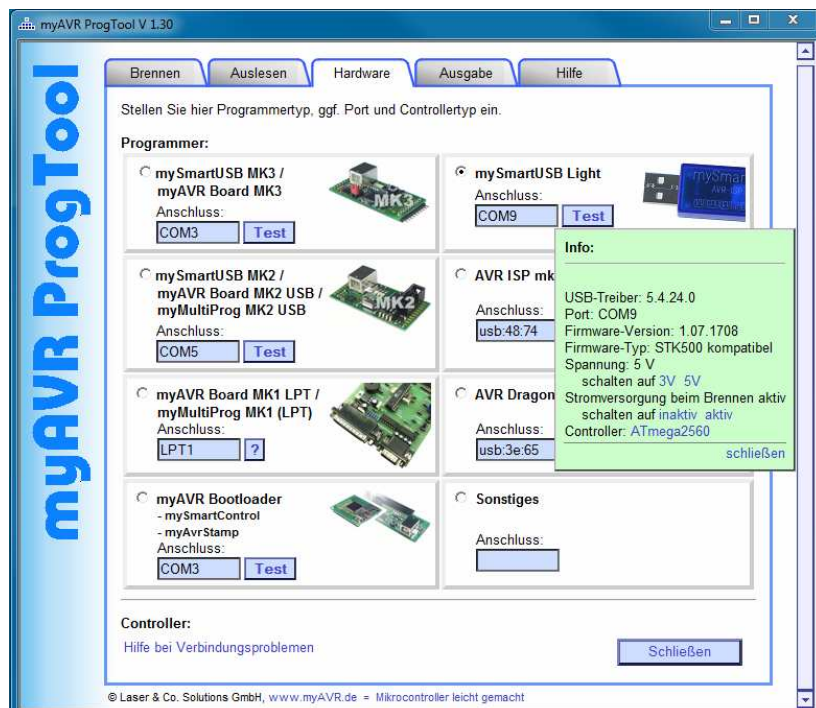 myAVR ProgTool V 1.30
myAVR ProgTool
Brennen
Auslesen
Hardware
Ausgabe
Hilfe
Stellen Sie hier Programmertyp, ggf. Port und Controllertyp ein.
Programmer:
mySmartUSB MK3 /
myAVR Board MK3
Anschluss:
COM3
Test
MK3
mySmartUSB Light
Anschluss:
COM9
Test
mySmar
Info:
USB-Treiber: 5.4.24.0
Port: COM9
Firmware-Version: 1.07.1708
Firmware-Typ: STK500 kompatibel
Spannung: 5 V
schalten auf 3V 5V
Stromversorgung beim Brennen aktiv
schalten auf inaktiv aktiv
Controller: ATmega2560
schließen
mySmartUSB MK2 /
myAVR Board MK2 USB /
myMultiProg MK2 USB
Anschluss:
COM5
Test
MK2
AVR ISP mk
Anschluss:
usb:48:74
myAVR Board MK1 LPT /
myMultiProg MK1 (LPT)
Anschluss:
LPT1
?
AVR Dragon
Anschluss:
usb:3e:65
myAVR Bootloader
- mySmartControl
- myAvrStamp
Anschluss:
COM3
Test
Sonstiges
Anschluss:
Controller:
Hilfe bei Verbindungsproblemen
Schließen
© Laser & Co. Solutions GmbH, www.myAVR.de = Mikrocontroller leicht gemacht